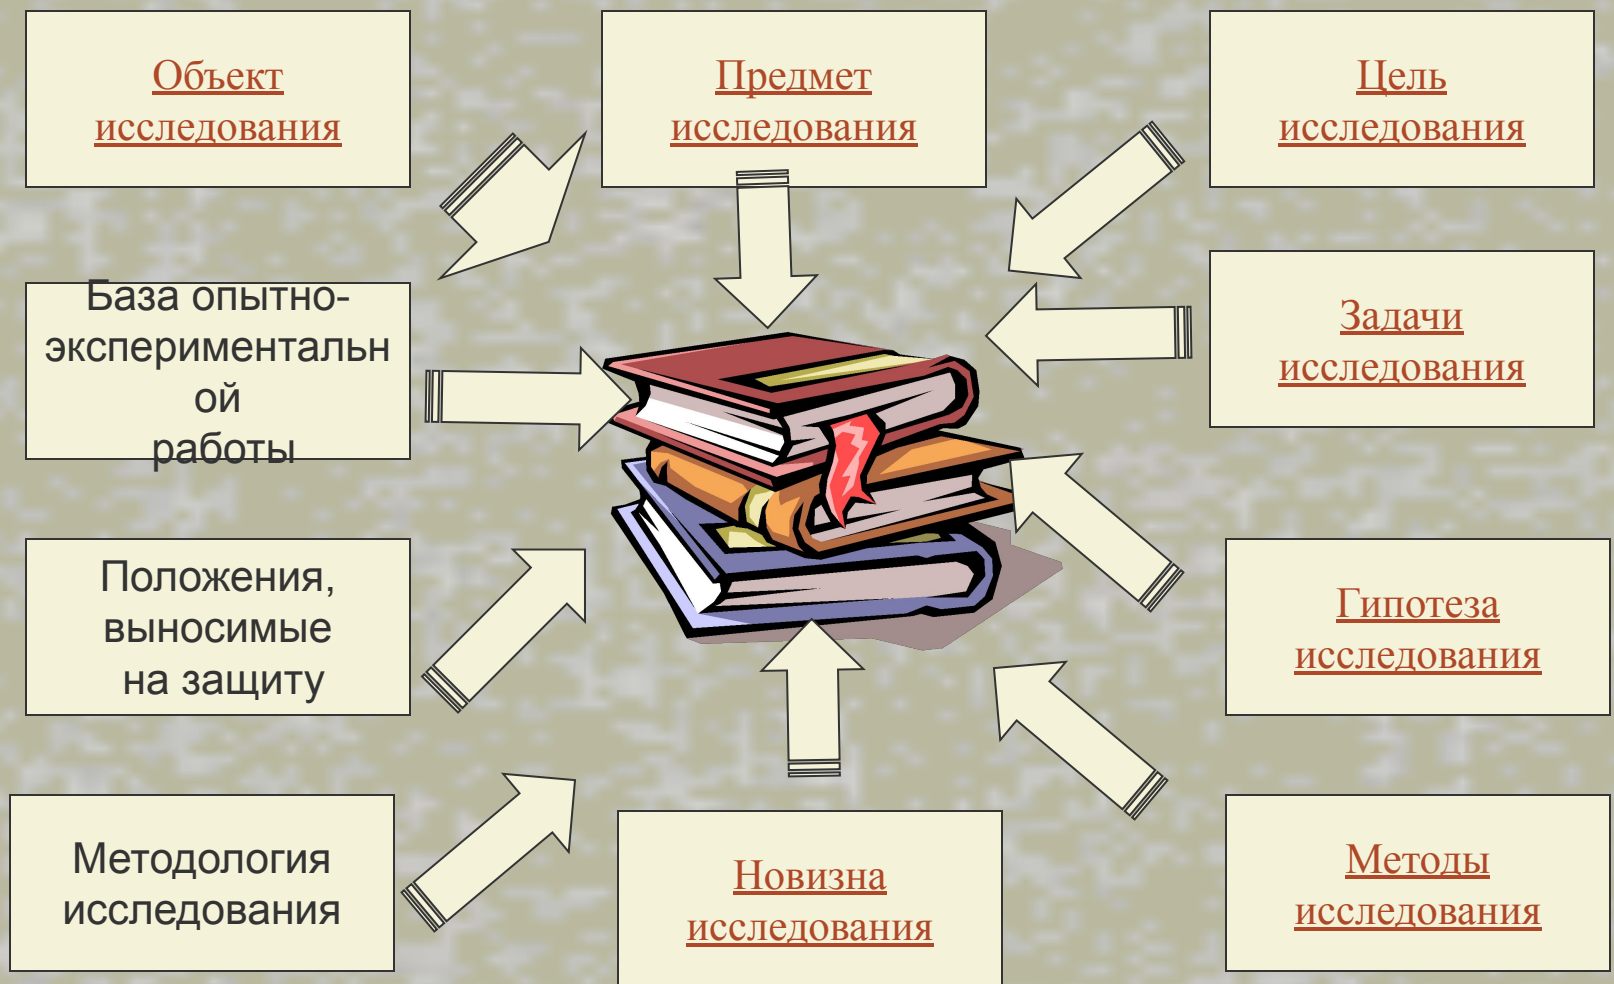 Объект
исследования
Предмет
исследования
Цель
исследования
База опытно-
экспериментальн
ой
работы
Задачи
исследования
Положения,
выносимые
на защиту
Гипотеза
исследования
Методология
исследования
Новизна
исследования
Методы
исследования